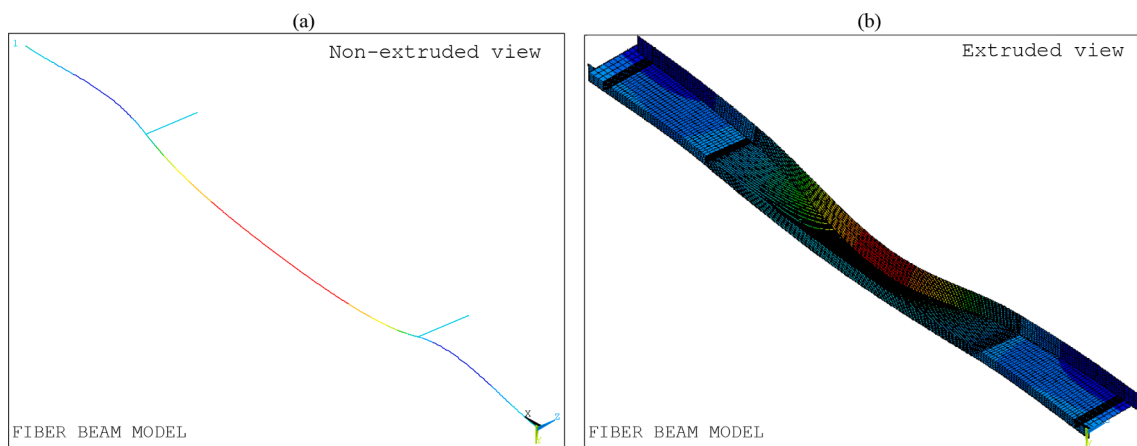 (a)
(b)
1
Non-extruded view
Extruded view
X
Z
Y
FIBER BEAM MODEL
FIBER BEAM MODEL